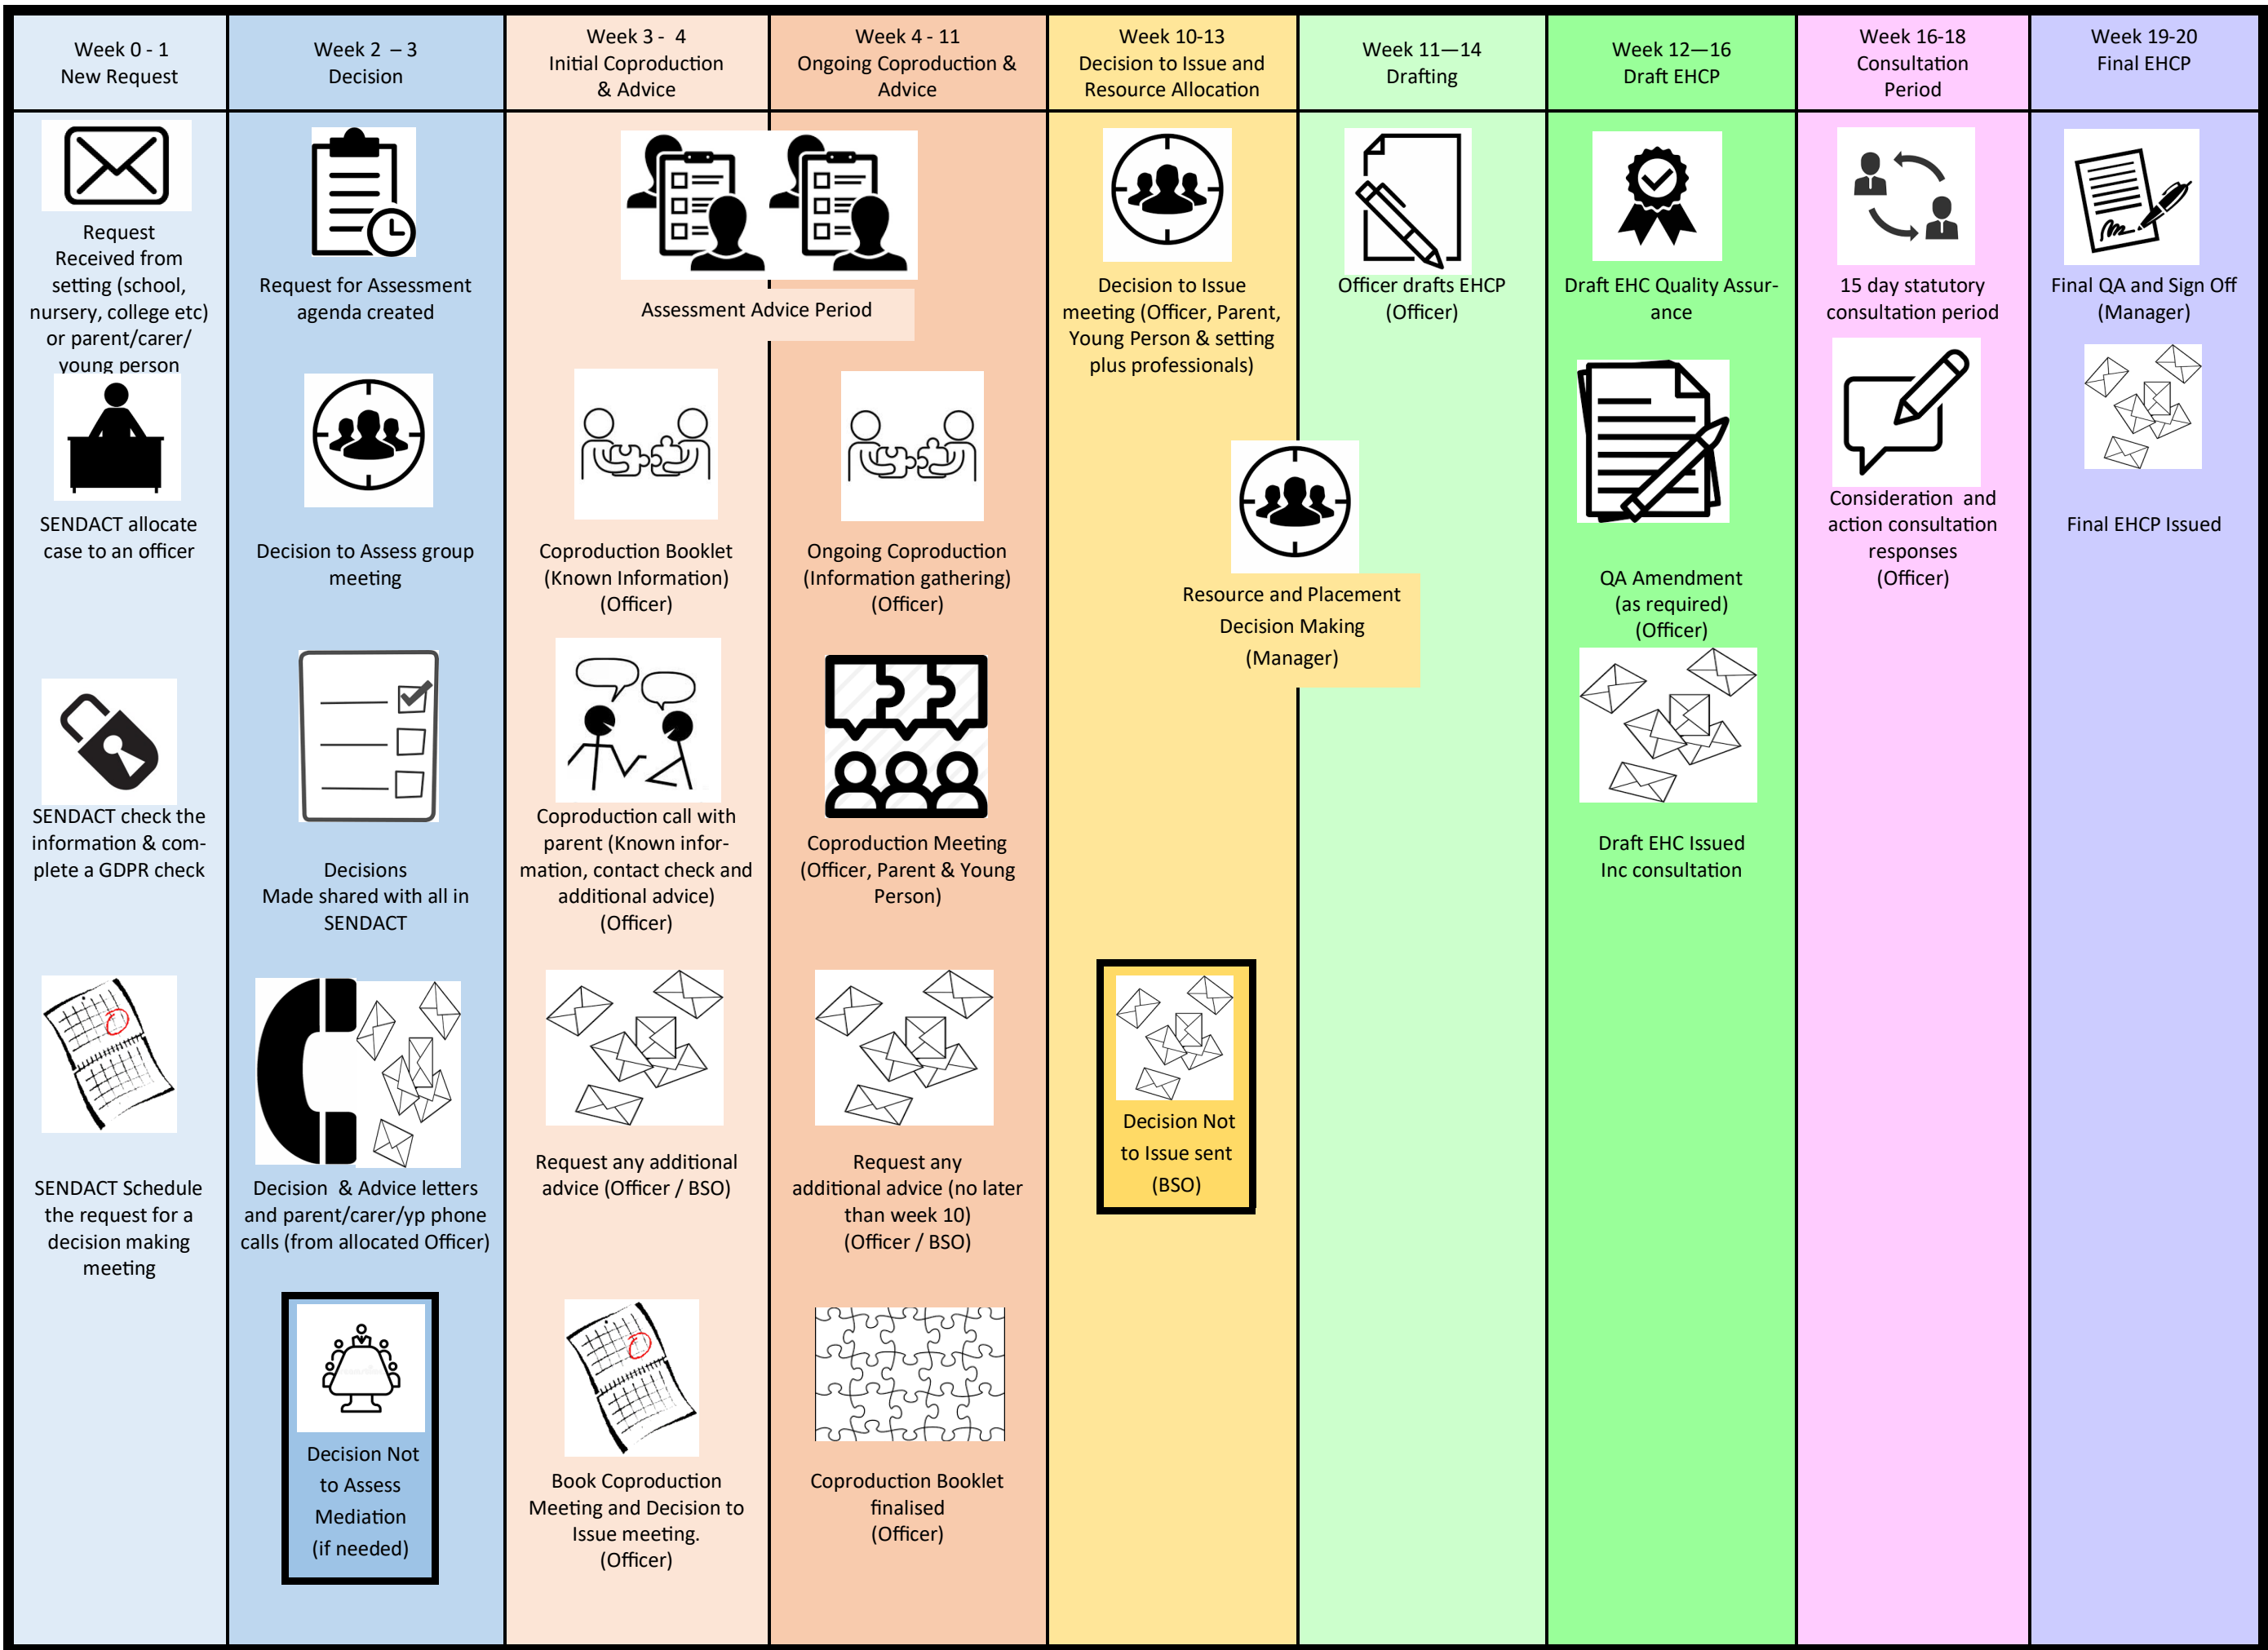 Week 0 - 1
New Request
Week 2 – 3
Decision
Week 3 - 4
Initial Coproduction
& Advice
Week 4 - 11
Ongoing Coproduction &
Advice
Week 10-13
Decision to Issue and
Resource Allocation
Week 11—14
Drafting
Week 12—16
Draft EHCP
Week 16-18
Consultation
Period
Week 19-20
Final EHCP
Request
Received from
setting (school,
nursery, college etc)
or parent/carer/
young person
SENDACT allocate
case to an officer
SENDACT check the
information & com-
plete a GDPR check
SENDACT Schedule
the request for a
decision making
meeting
Request for Assessment
agenda created
Decision to Assess group
meeting
Decisions
Made shared with all in
SENDACT
Decision & Advice letters
and parent/carer/yp phone
calls (from allocated Officer)
Decision Not
to Assess
Mediation
(if needed)
Assessment Advice Period
Coproduction Booklet
(Known Information)
(Officer)
Coproduction call with
parent (Known infor-
mation, contact check and
additional advice)
(Officer)
Request any additional
advice (Officer / BSO)
Book Coproduction
Meeting and Decision to
Issue meeting.
(Officer)
Ongoing Coproduction
(Information gathering)
(Officer)
Coproduction Meeting
(Officer, Parent & Young
Person)
Request any
additional advice (no later
than week 10)
(Officer / BSO)
Coproduction Booklet
finalised
(Officer)
Decision to Issue
meeting (Officer, Parent,
Young Person & setting
plus professionals)
Resource and Placement
Decision Making
(Manager)
Decision Not
to Issue sent
(BSO)
Officer drafts EHCP
(Officer)
Draft EHC Quality Assur-
ance
QA Amendment
(as required)
(Officer)
Draft EHC Issued
Inc consultation
15 day statutory
consultation period
Consideration and
action consultation
responses
(Officer)
Final QA and Sign Off
(Manager)
Final EHCP Issued